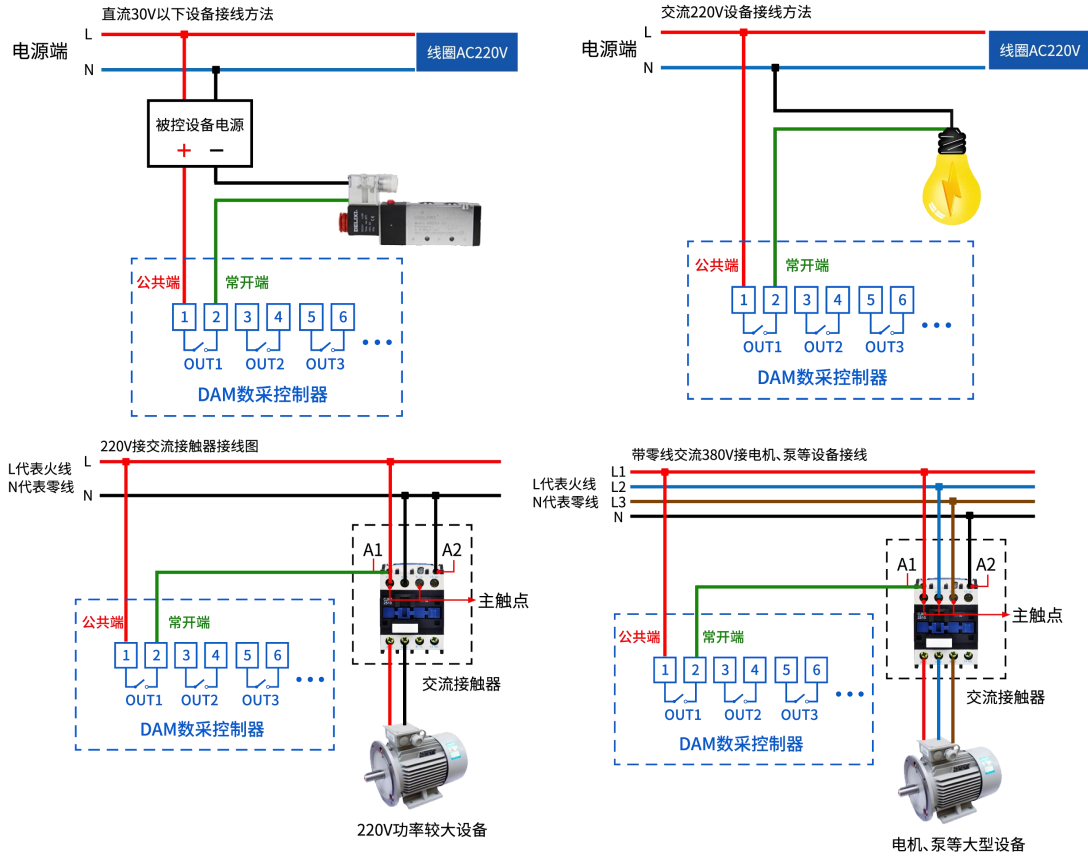 直流30V以下设备接线方法
L
电源端
N
线圈AC220V
被控设备电源
+ −
DELIXI
公共端
常开端
1 2 3 4 5 6
OUT1 OUT2 OUT3
DAM数采控制器
交流220V设备接线方法
L
电源端
N
线圈AC220V
公共端
常开端
1 2 3 4 5 6
OUT1 OUT2 OUT3
DAM数采控制器
220V接交流接触器接线图
L代表火线
N代表零线
L
N
A1 A2
主触点
公共端
常开端
1 2 3 4 5 6
OUT1 OUT2 OUT3
DAM数采控制器
交流接触器
220V功率较大设备
带零线交流380V接电机、泵等设备接线
L代表火线
N代表零线
L1
L2
L3
N
A1 A2
主触点
公共端
常开端
1 2 3 4 5 6
OUT1 OUT2 OUT3
DAM数采控制器
交流接触器
电机、泵等大型设备